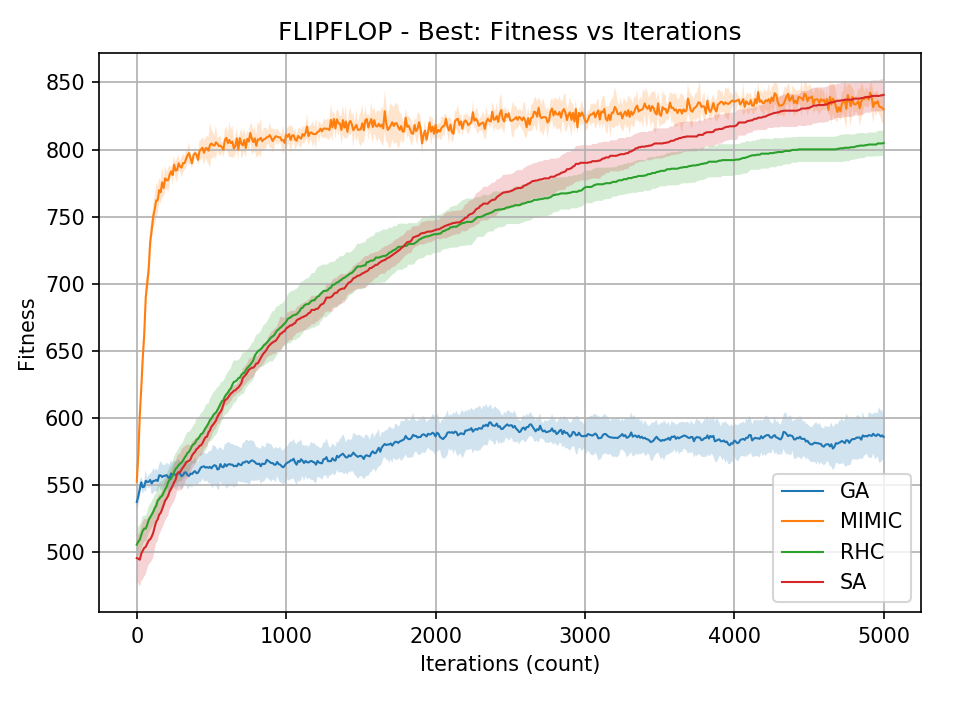 FLIPFLOP - Best: Fitness vs Iterations
Fitness
850
800
750
700
650
600
550
500
0 1000 2000 3000 4000 5000
Iterations (count)
GA
MIMIC
RHC
SA